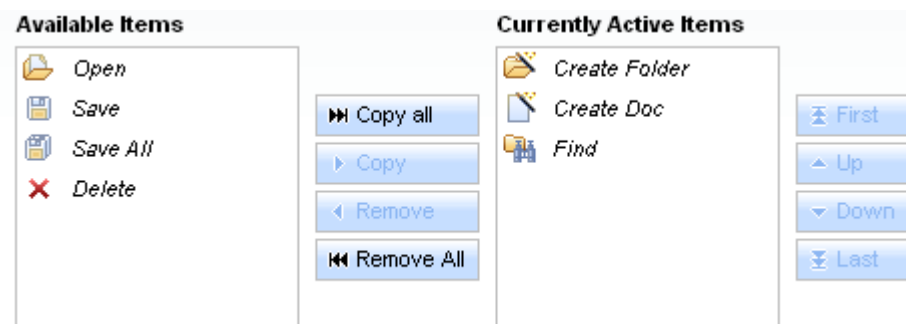 Available Items
Open
Save
Save All
Delete
Copy all
Copy
Remove
Remove All
Currently Active Items
Create Folder
Create Doc
Find
First
Up
Down
Last